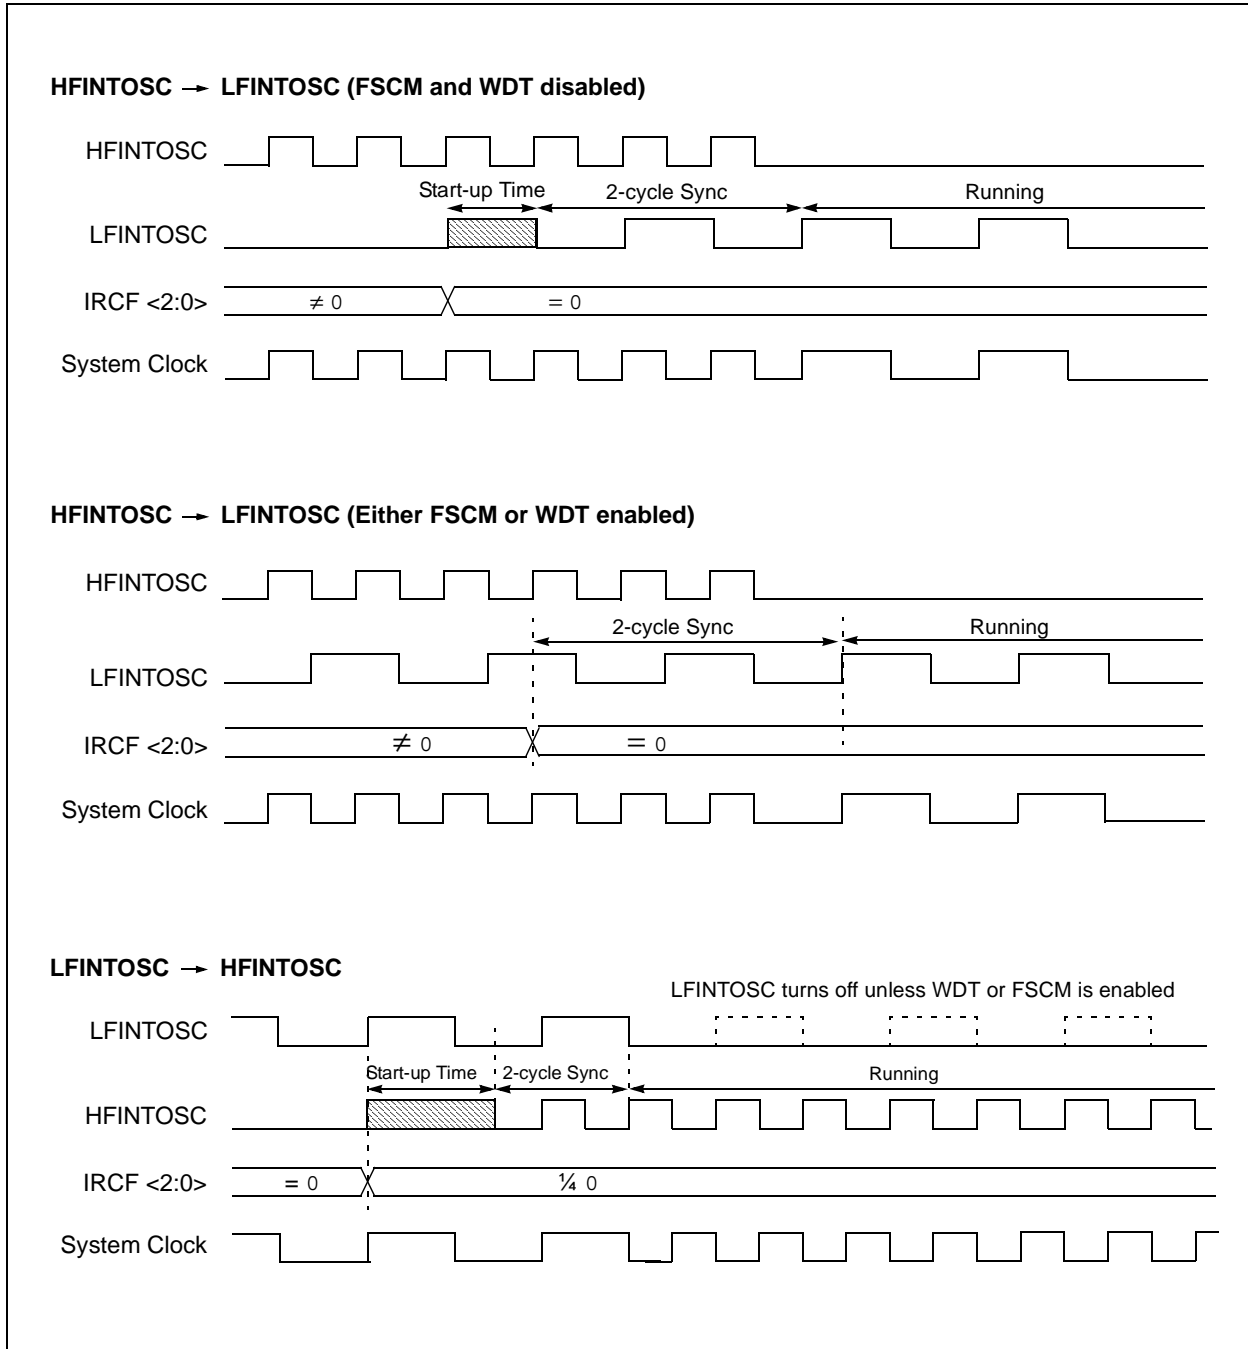 HFINTOSC → LFINTOSC (FSCM and WDT disabled)
HFINTOSC
Start-up Time 2-cycle Sync Running
LFINTOSC
IRCF <2:0> ≠ 0 = 0
System Clock
HFINTOSC → LFINTOSC (Either FSCM or WDT enabled)
HFINTOSC
2-cycle Sync Running
LFINTOSC
IRCF <2:0> ≠ 0 = 0
System Clock
LFINTOSC → HFINTOSC
LFINTOSC turns off unless WDT or FSCM is enabled
LFINTOSC
Start-up Time 2-cycle Sync Running
HFINTOSC
IRCF <2:0> = 0 ¼ 0
System Clock